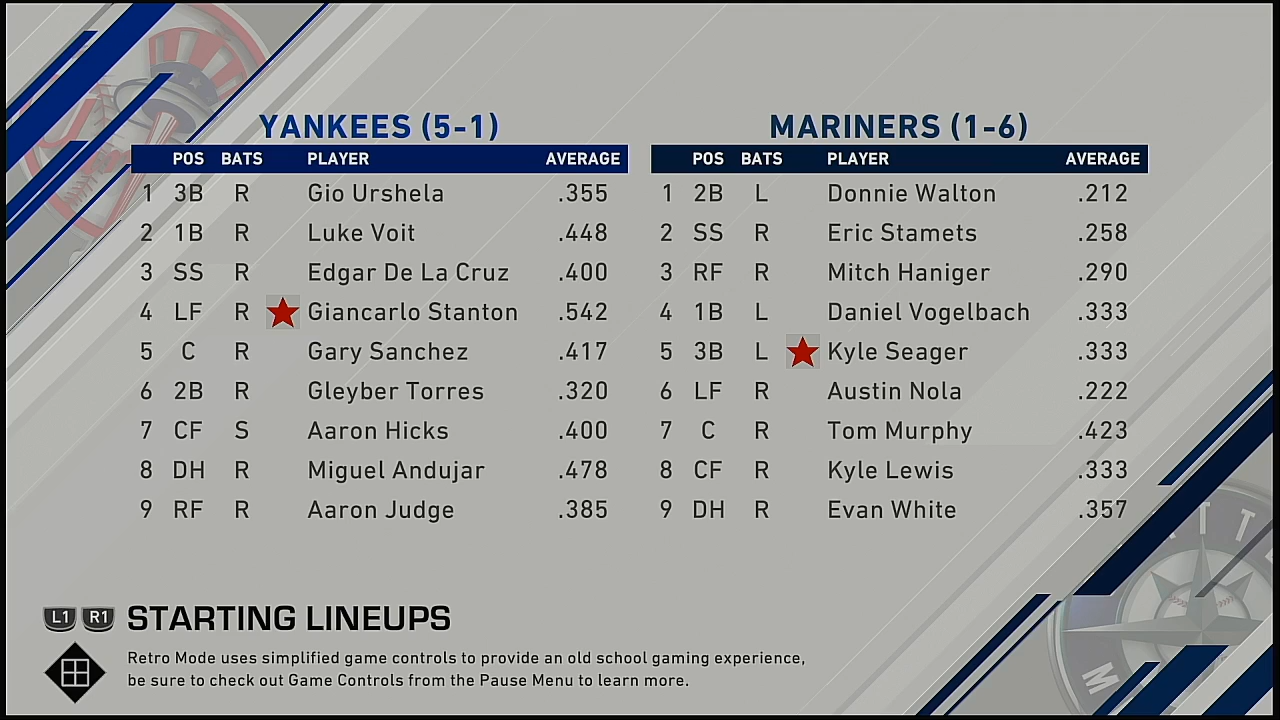 YANKEES (5-1)
POS BATS PLAYER AVERAGE
1 3B R Gio Urshela .355
2 1B R Luke Voit .448
3 SS R Edgar De La Cruz .400
4 LF R Giancarlo Stanton .542
5 C R Gary Sanchez .417
6 2B R Gleyber Torres .320
7 CF S Aaron Hicks .400
8 DH R Miguel Andujar .478
9 RF R Aaron Judge .385
MARINERS (1-6)
POS BATS PLAYER AVERAGE
1 2B L Donnie Walton .212
2 SS R Eric Stamets .258
3 RF R Mitch Haniger .290
4 1B L Daniel Vogelbach .333
5 3B L Kyle Seager .333
6 LF R Austin Nola .222
7 C R Tom Murphy .423
8 CF R Kyle Lewis .333
9 DH R Evan White .357
L1 R1 STARTING LINEUPS
Retro Mode uses simplified game controls to provide an old school gaming experience,
be sure to check out Game Controls from the Pause Menu to learn more.